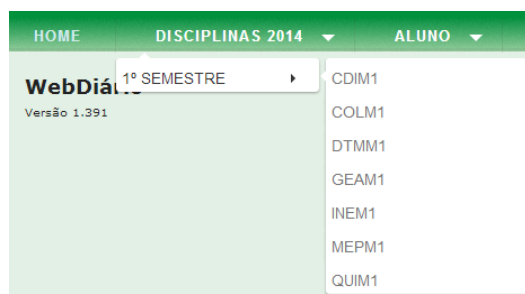 HOME DISCIPLINAS 2014 ALUNO
1º SEMESTRE
WebDiá
Versão 1.391
CDIM1
COLM1
DTMM1
GEAM1
INEM1
MEPM1
QUIM1